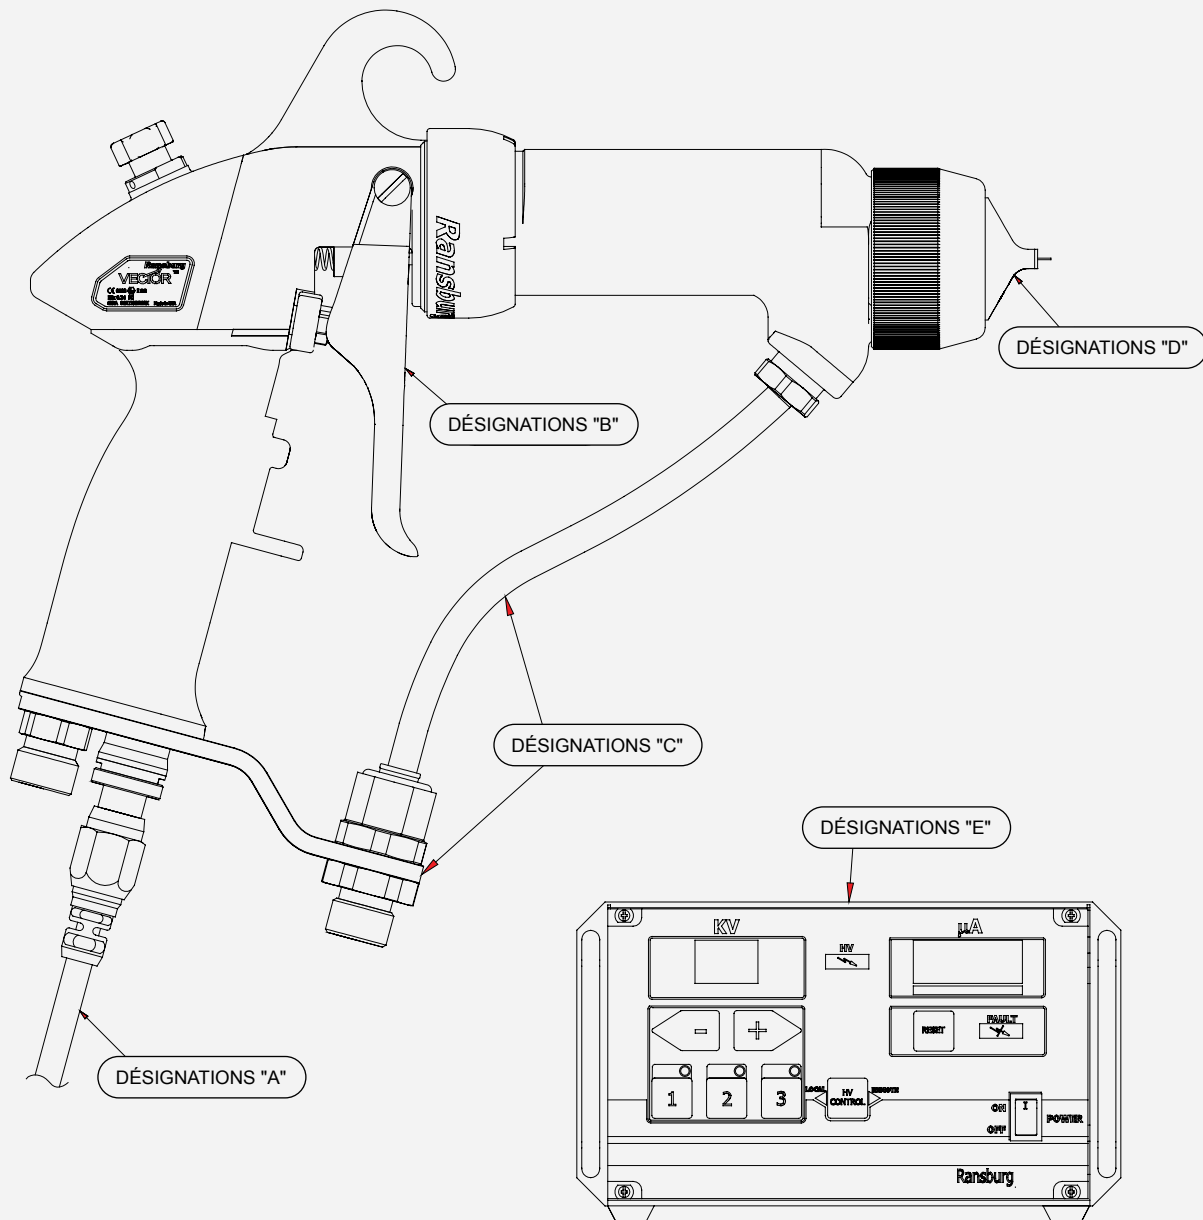 Ransburg
Ransburg
VECTOR™
DÉSIGNATIONS "D"
DÉSIGNATIONS "B"
DÉSIGNATIONS "C"
DÉSIGNATIONS "E"
DÉSIGNATIONS "A"
KV
HV
µA
- +
RESET
FAULT
1 2 3
LOCAL
HV
CONTROL
REMOTE
ON
I
OFF
POWER
Ransburg